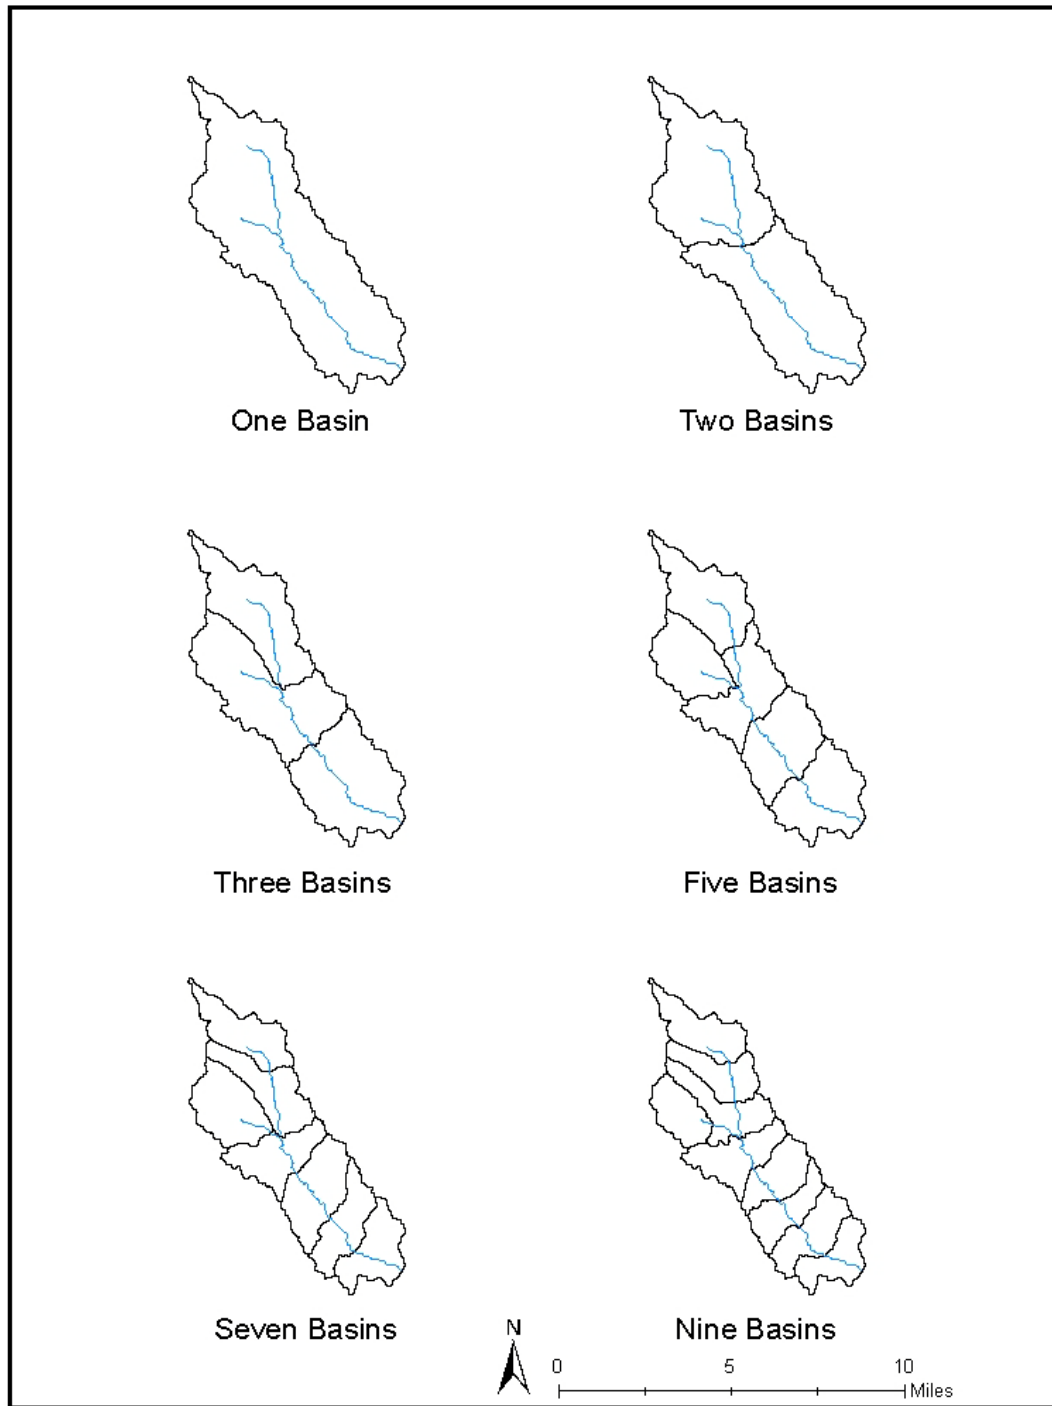 One Basin
Two Basins
Three Basins
Five Basins
Seven Basins
Nine Basins
N
0 5 10
Miles